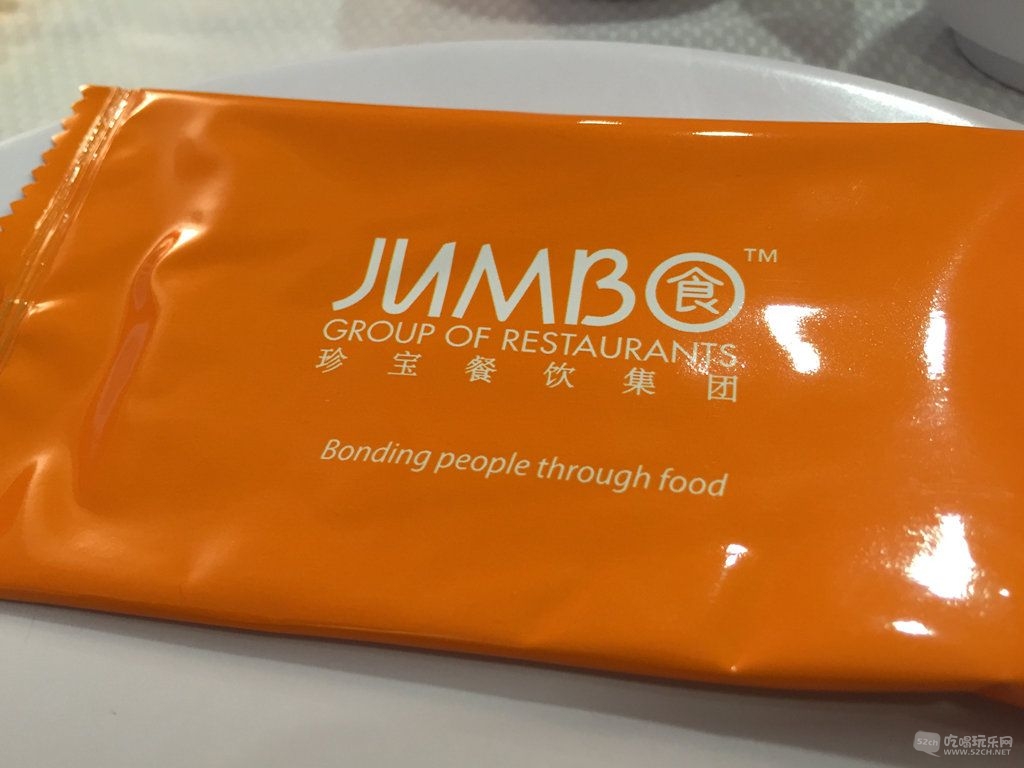 JUMBO食™
GROUP OF RESTAURANTS
珍宝餐饮集团
Bonding people through food
52ch 吃喝玩乐网
WWW.52CH.NET